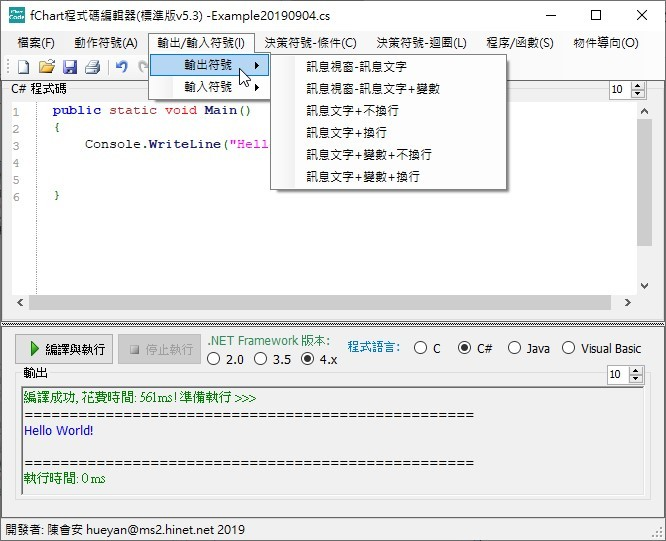 fChart程式碼編輯器(標準版v5.3) -Example20190904.cs
檔案(F) 動作符號(A) 輸出/輸入符號(I) 決策符號-條件(C) 決策符號-迴圈(L) 程序/函數(S) 物件導向(O)
輸出符號
輸入符號
訊息視窗-訊息文字
訊息視窗-訊息文字+變數
訊息文字+不換行
訊息文字+換行
訊息文字+變數+不換行
訊息文字+變數+換行
10
C# 程式碼
1 public static void Main()
2 {
3 Console.WriteLine("Hell
4
5
6 }
編譯與執行
停止執行
.NET Framework 版本:
2.0 3.5 4.x
程式語言: C C# Java Visual Basic
輸出
10
編譯成功, 花費時間: 561ms! 準備執行 >>>
==================================================
Hello World!
==================================================
執行時間: 0 ms
開發者: 陳會安 hueyan@ms2.hinet.net 2019